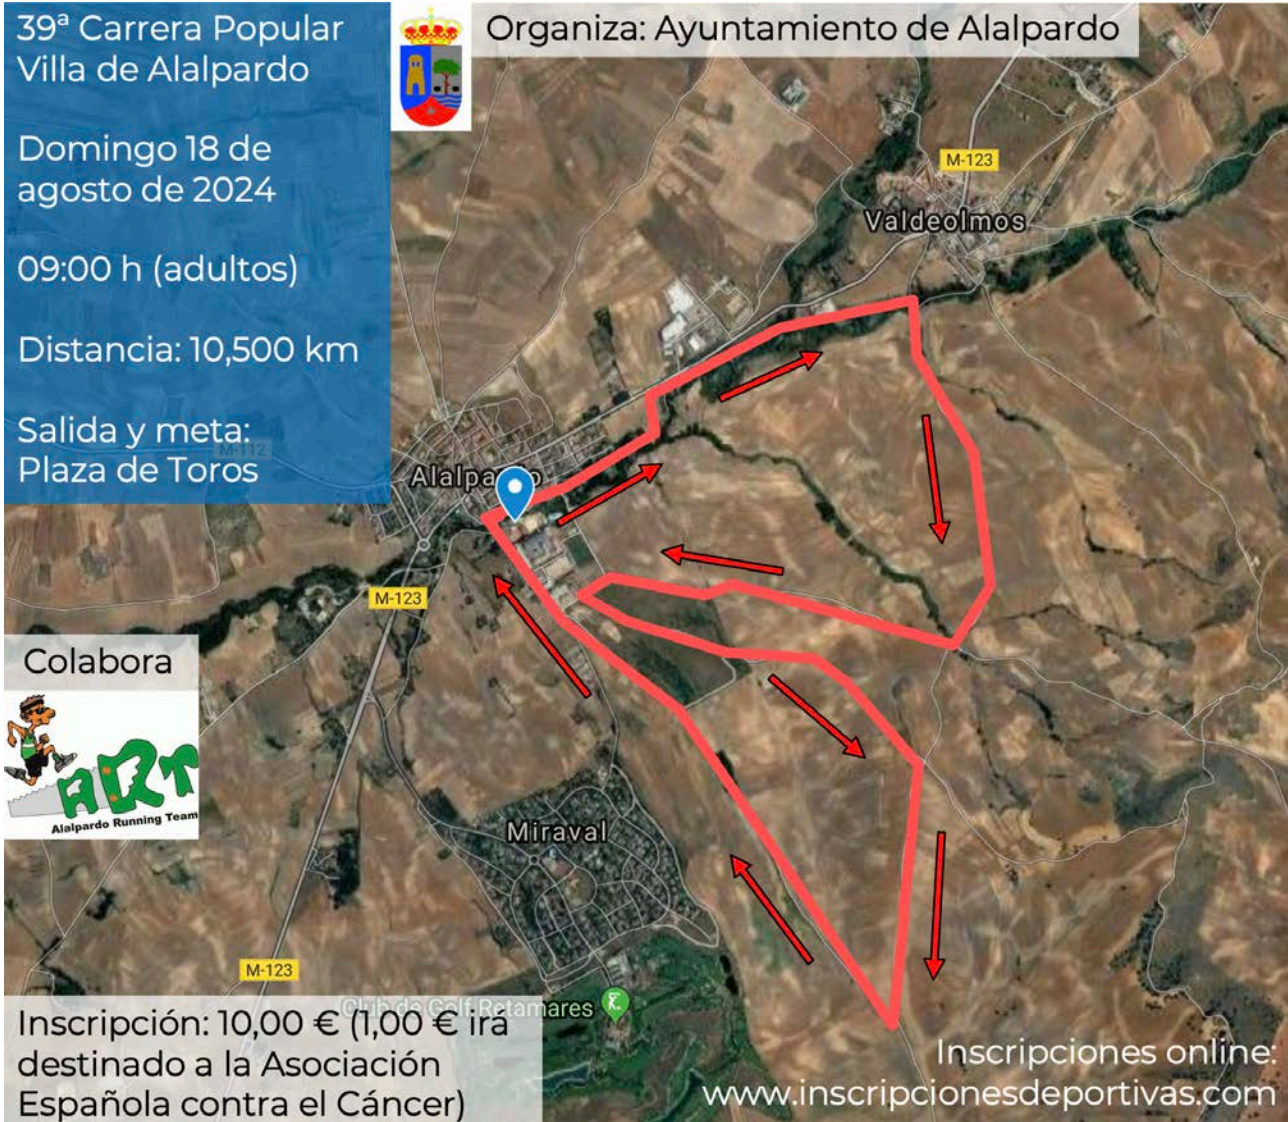 39ª Carrera Popular
Villa de Alalpardo
Domingo 18 de
agosto de 2024
09:00 h (adultos)
Distancia: 10,500 km
Salida y meta:
Plaza de Toros
M-112
Organiza: Ayuntamiento de Alalpardo
M-123
Valdeolmos
Alalpardo
M-123
Colabora
ART
Alalpardo Running Team
Miraval
M-123
Club de Golf Retamares
Inscripción: 10,00 € (1,00 € irá
destinado a la Asociación
Española contra el Cáncer)
Inscripciones online:
www.inscripcionesdeportivas.com